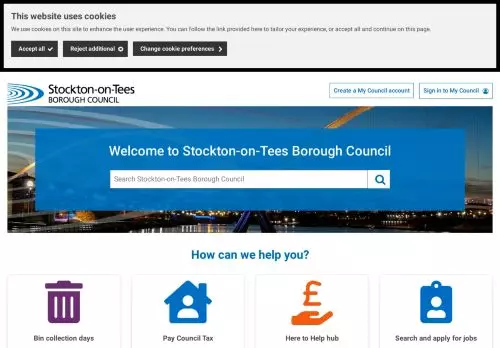 This website uses cookies
We use cookies on this site to enhance the user experience. You can follow the link provided here to tailor your experience, or accept all and continue on this page.
Accept all
Reject additional
Change cookie preferences
Stockton-on-Tees
BOROUGH COUNCIL
Create a My Council account
Sign in to My Council
Welcome to Stockton-on-Tees Borough Council
Search Stockton-on-Tees Borough Council
How can we help you?
Bin collection days
Pay Council Tax
Here to Help hub
Search and apply for jobs